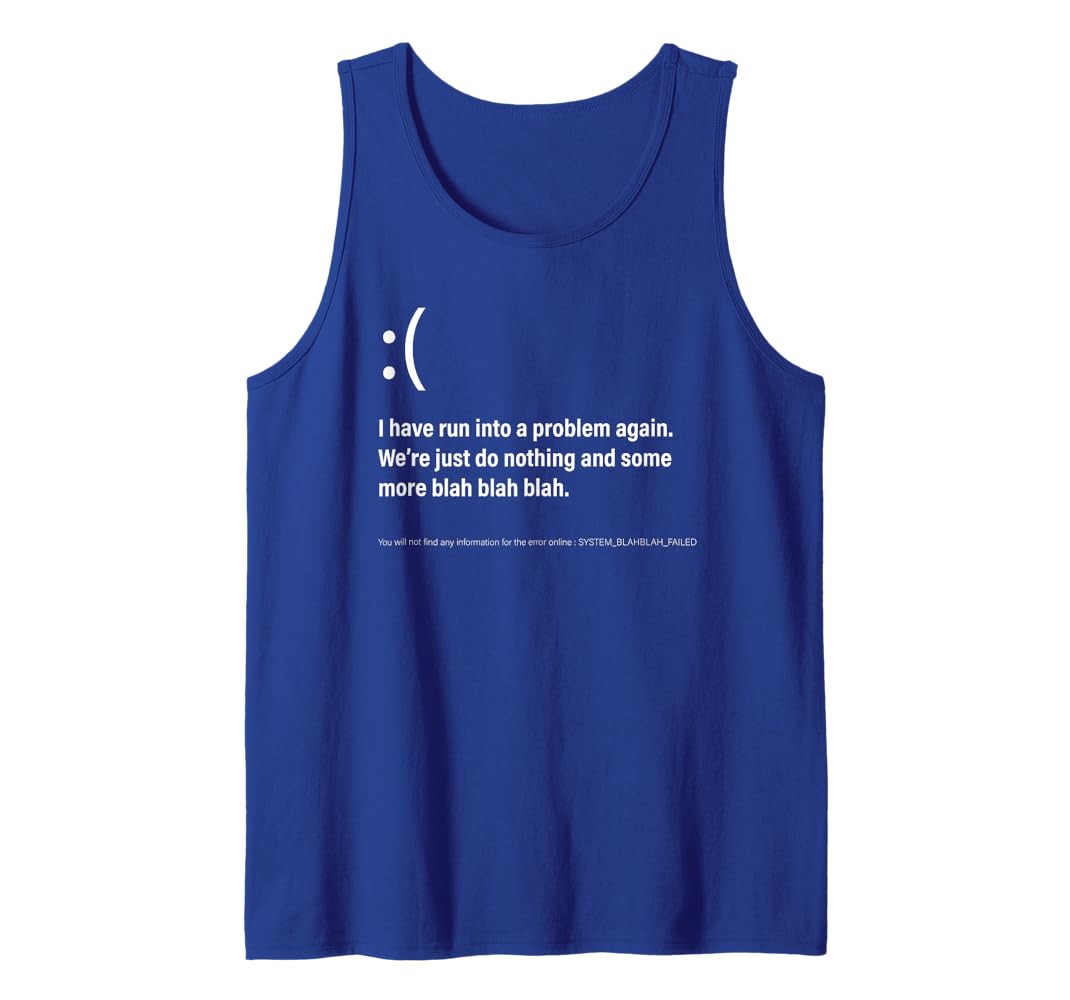 :(
I have run into a problem again.
We're just do nothing and some
more blah blah blah.
You will not find any information for the error online : SYSTEM_BLAHBLAH_FAILED